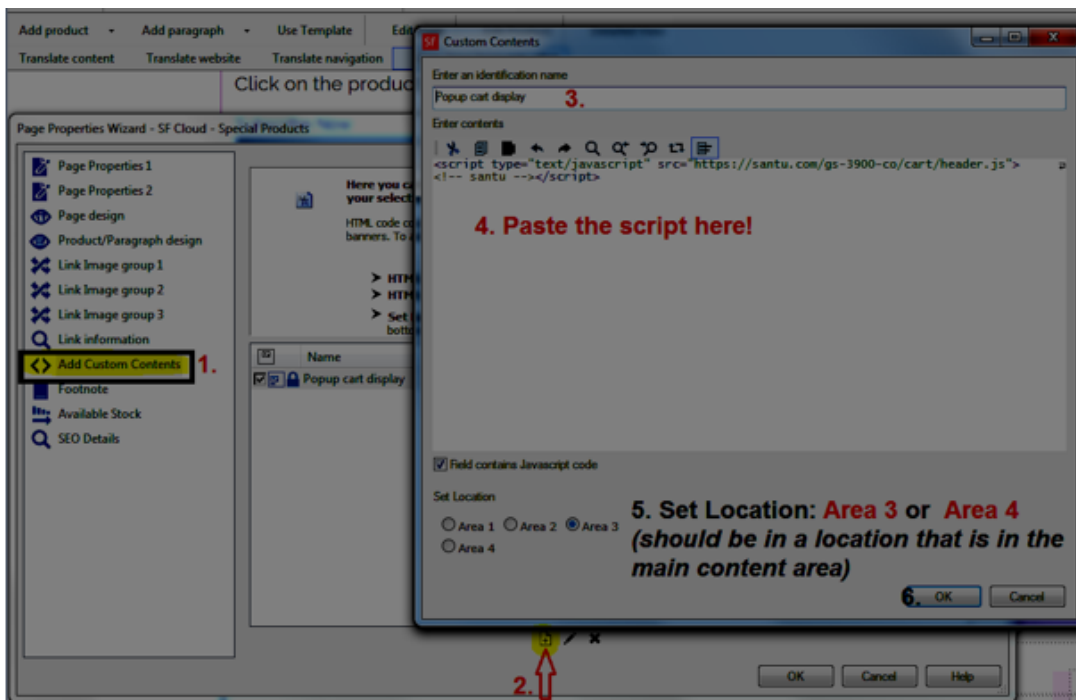 Add product Add paragraph Use Template
Translate content Translate website Translate navigation
Click on the produc
Page Properties Wizard - SF Cloud - Special Products
Page Properties 1
Page Properties 2
Page design
Product/Paragraph design
Link Image group 1
Link Image group 2
Link Image group 3
Link information
Add Custom Contents
1.
Footnote
Available Stock
SEO Details
Here you c
your select
HTML code c
banners. To
HTM
HTM
Set
botto
Name
Popup cart display
2.
OK Cancel Help
SF Custom Contents
Enter an identification name
Popup cart display
3.
Enter contents
<script type="text/javascript" src="https://santu.com/gs-3900-co/cart/header.js">
<!-- santu --></script>
4. Paste the script here!
Field contains Javascript code
Set Location
Area 1 Area 2 Area 3
Area 4
5. Set Location: Area 3 or Area 4
(should be in a location that is in the
main content area)
6. OK Cancel